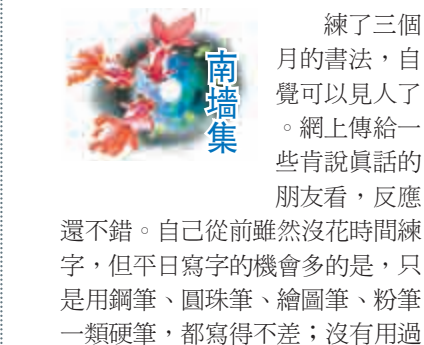 南墻集
練了三個
月的書法，自
覺可以見人了
。網上傳給一
些肯說眞話的
朋友看，反應
還不錯。自己從前雖然沒花時間練
字，但平日寫字的機會多的是，只
是用鋼筆、圓珠筆、繪圖筆、粉筆
一類硬筆，都寫得不差；沒有用過